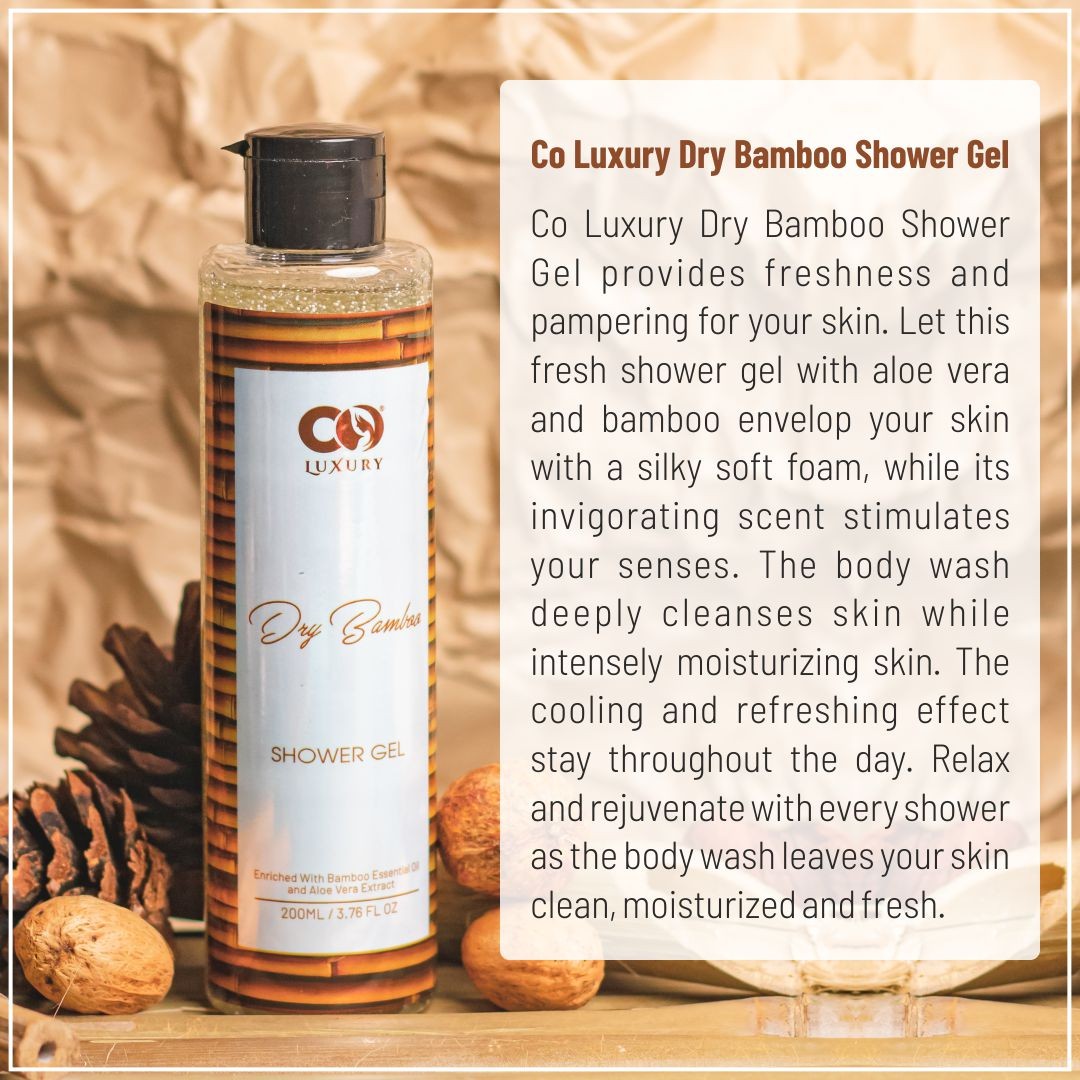 CO
LUXURY
Dry Bamboo
SHOWER GEL
Enriched With Bamboo Essential Oil
and Aloe Vera Extract
200ML / 3.76 FL OZ
Co Luxury Dry Bamboo Shower Gel
Co Luxury Dry Bamboo Shower
Gel provides freshness and
pampering for your skin. Let this
fresh shower gel with aloe vera
and bamboo envelop your skin
with a silky soft foam, while its
invigorating scent stimulates
your senses. The body wash
deeply cleanses skin while
intensely moisturizing skin. The
cooling and refreshing effect
stay throughout the day. Relax
and rejuvenate with every shower
as the body wash leaves your skin
clean, moisturized and fresh.